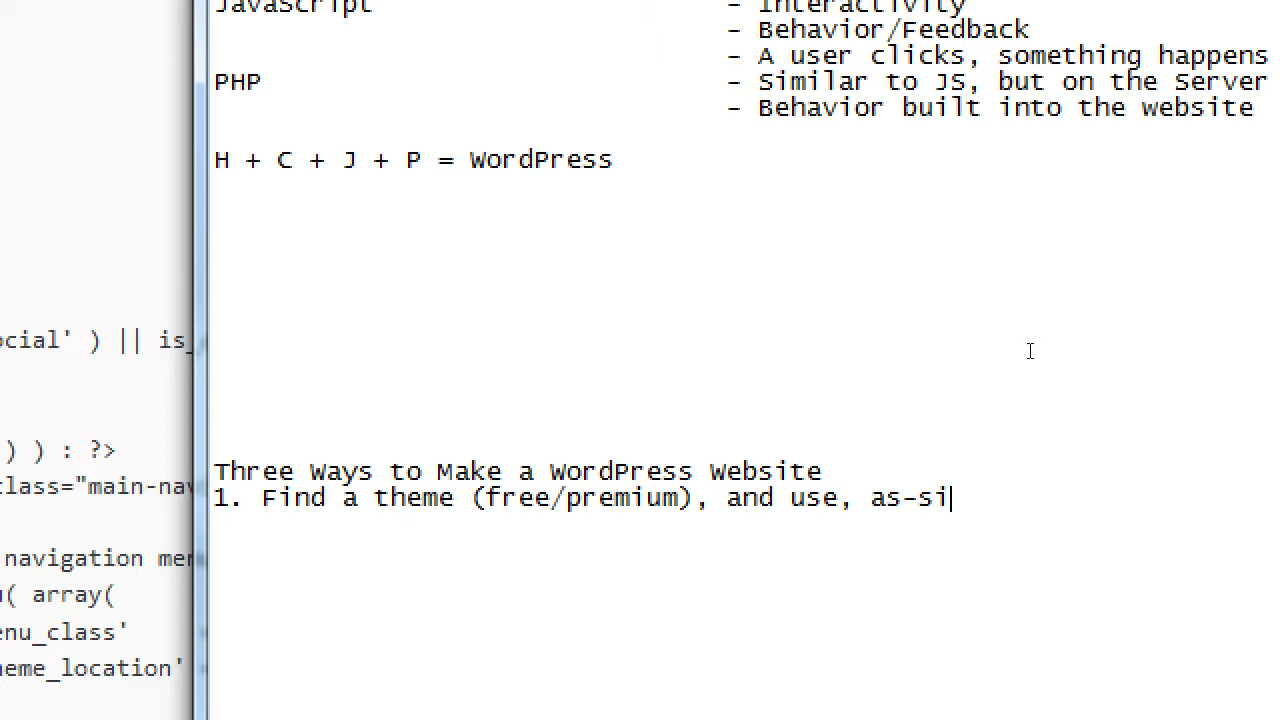 JavaScript - Interactivity
- Behavior/Feedback
- A user clicks, something happens
PHP - Similar to JS, but on the Server
- Behavior built into the website
H + C + J + P = WordPress
ocial' ) || is_
) ) : ?>
class="main-nav
Three Ways to Make a WordPress Website
1. Find a theme (free/premium), and use, as-si
navigation men
( array(
enu_class'
heme_location'